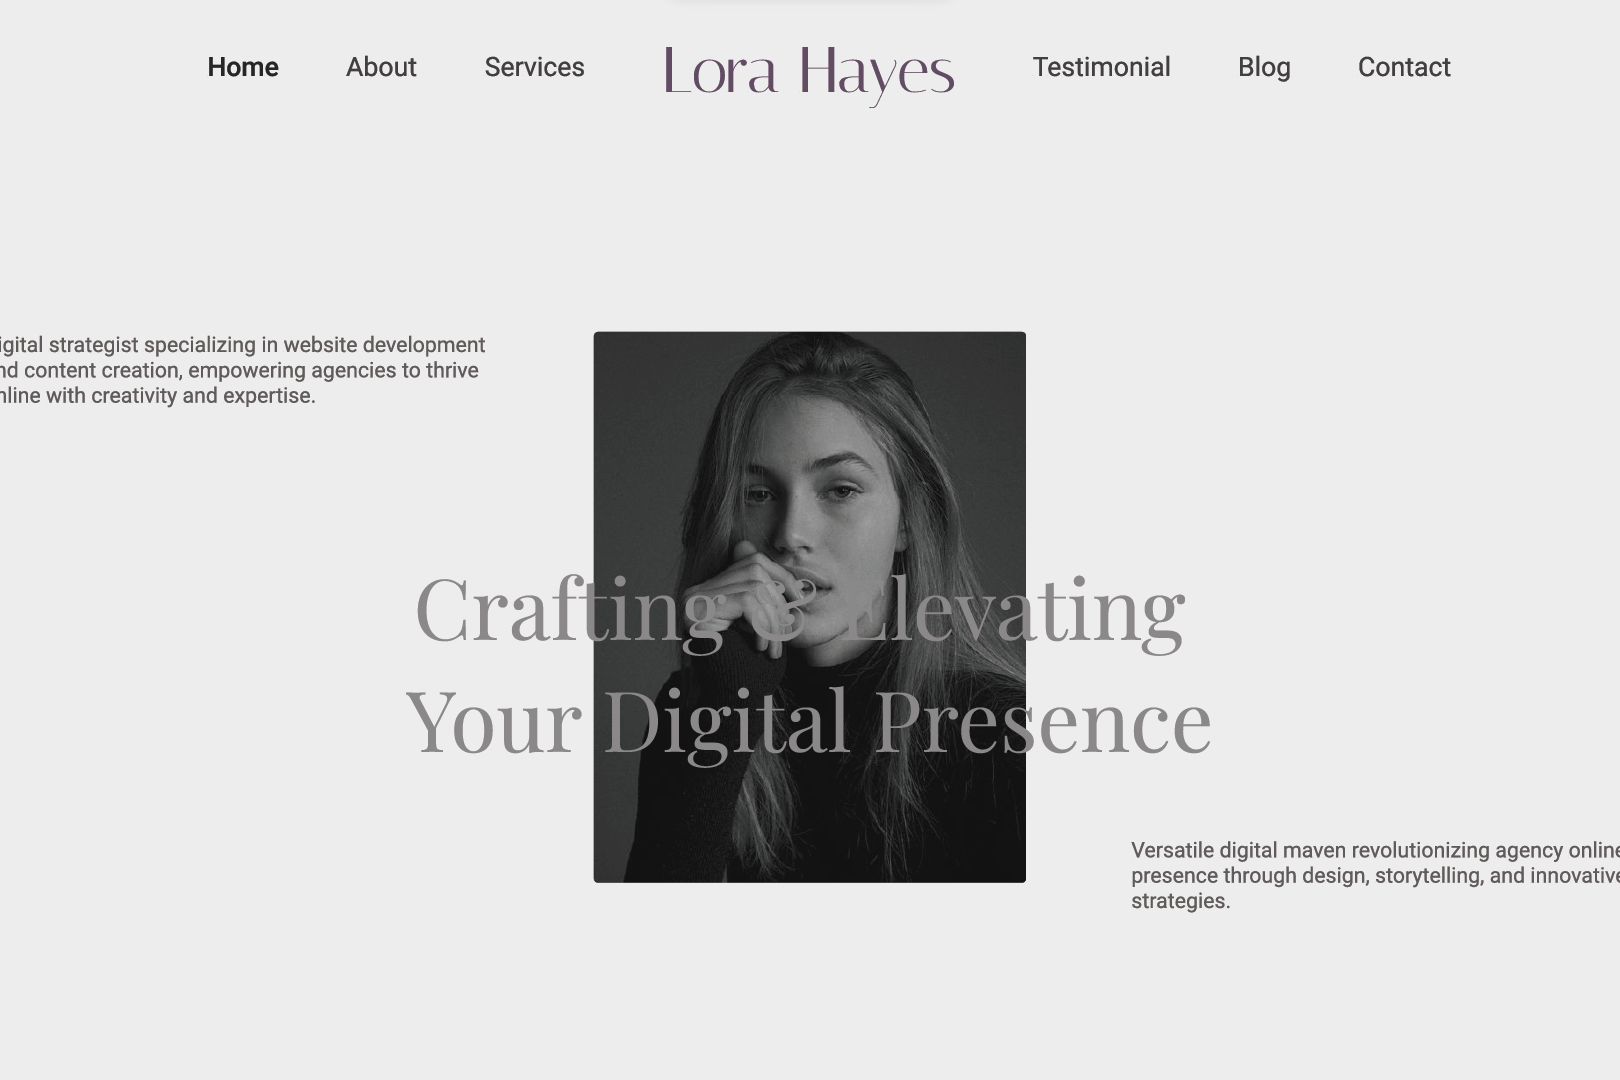 Home About Services Lora Hayes Testimonial Blog Contact
igital strategist specializing in website development
nd content creation, empowering agencies to thrive
nline with creativity and expertise.
Crafting & Elevating
Your Digital Presence
Versatile digital maven revolutionizing agency online
presence through design, storytelling, and innovative
strategies.